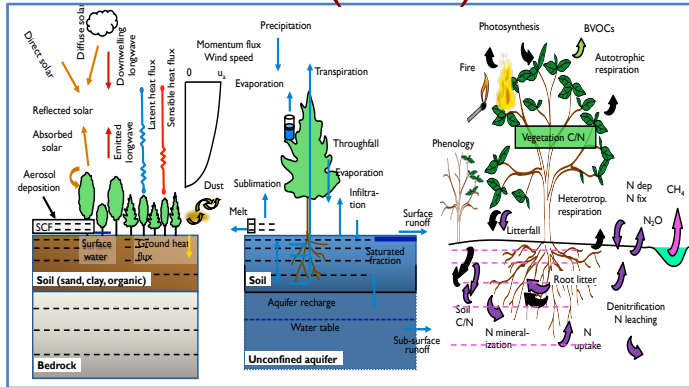 Direct solar
Diffuse solar
Downwelling
longwave
Reflected solar
Absorbed
solar
Emitted
longwave
Latent heat flux
Sensible heat flux
Momentum flux
Wind speed
0
u
Aerosol
deposition
SCF
Surface
water
Ground heat
flux
Dust
Soil (sand, clay, organic)
Bedrock
Precipitation
Evaporation
Transpiration
Throughfall
Evaporation
Sublimation
Infiltra-
tion
Melt
Surface
runoff
Saturated
fraction
Soil
Aquifer recharge
Water table
Unconfined aquifer
Sub-surface
runoff
Photosynthesis
BVOCs
Fire
Autotrophic
respiration
Vegetation C/N
Phenology
Heterotrop.
respiration
N dep
N fix
CH4
N2O
Litterfall
Root litter
Soil
C/N
N mineral-
ization
N
uptake
Denitrification
N leaching